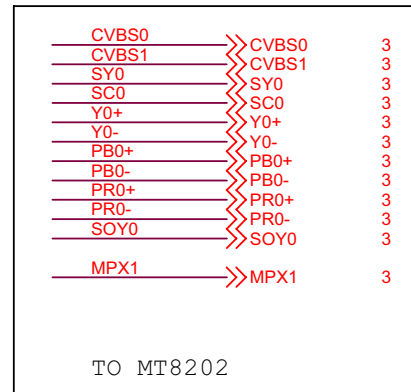 CVBS0 CVBS0 3
CVBS1 CVBS1 3
SY0 SY0 3
SC0 SC0 3
Y0+ Y0+ 3
Y0- Y0- 3
PB0+ PB0+ 3
PB0- PB0- 3
PR0+ PR0+ 3
PR0- PR0- 3
SOY0 SOY0 3
MPX1 MPX1 3
TO MT8202